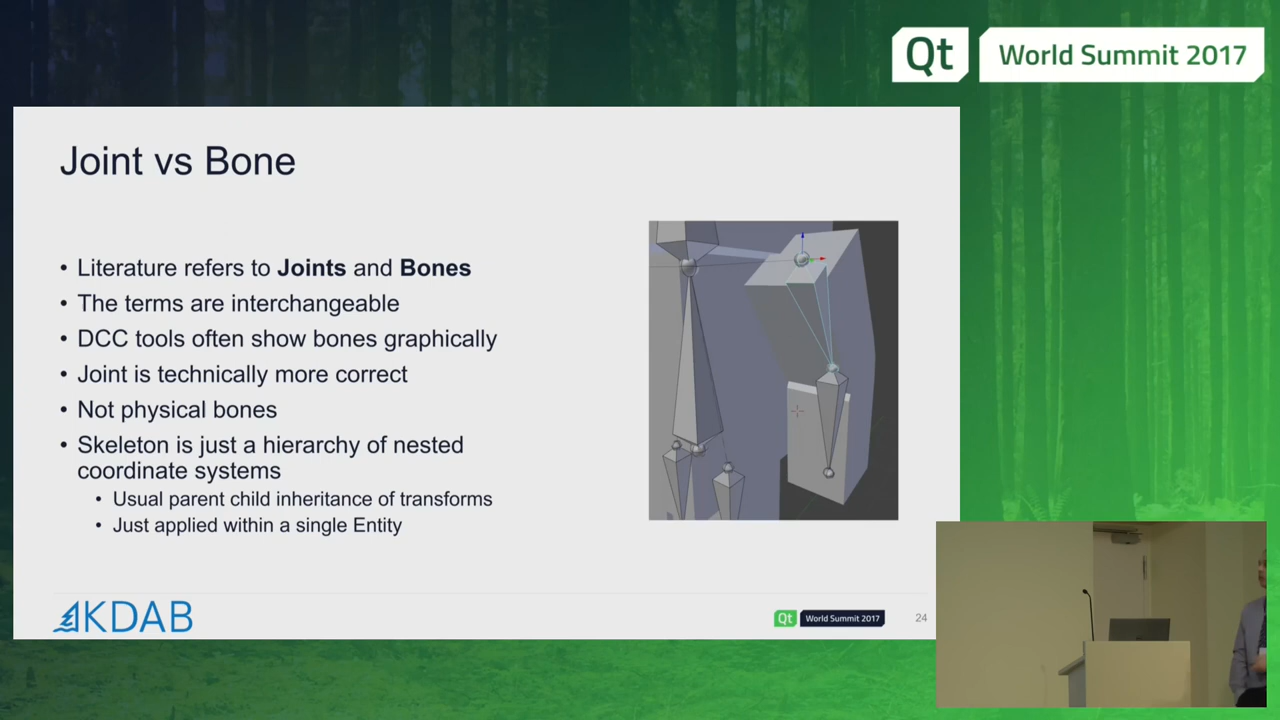 Qt World Summit 2017
Joint vs Bone
• Literature refers to Joints and Bones
• The terms are interchangeable
• DCC tools often show bones graphically
• Joint is technically more correct
• Not physical bones
• Skeleton is just a hierarchy of nested
coordinate systems
• Usual parent child inheritance of transforms
• Just applied within a single Entity
KDAB
Qt World Summit 2017
24